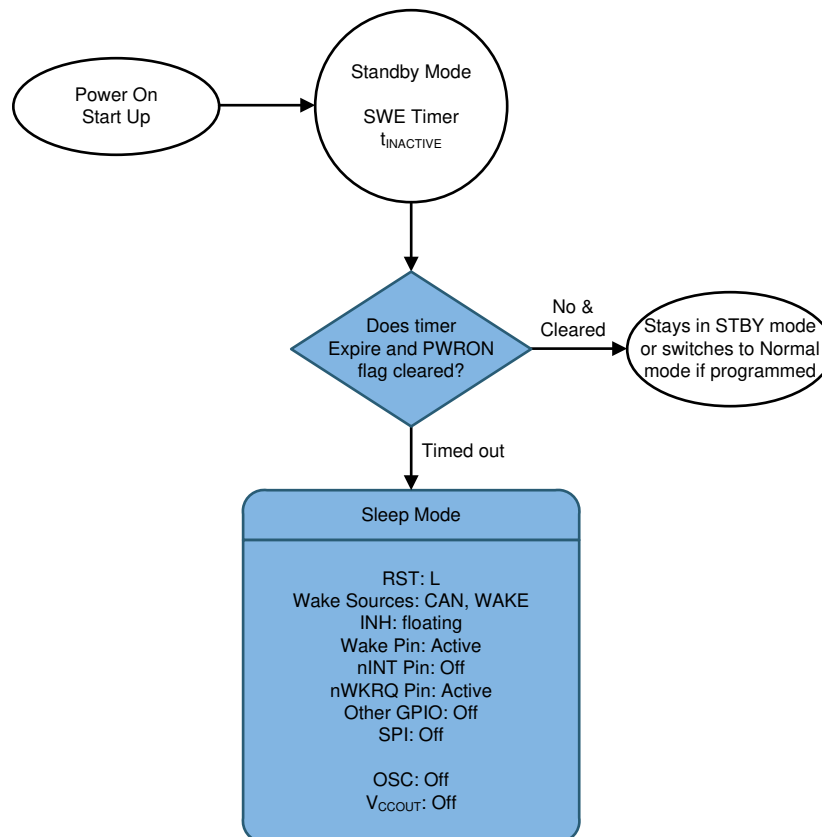 Power On
Start Up
Standby Mode
SWE Timer
tINACTIVE
Does timer
Expire and PWRON
flag cleared?
No &
Cleared
Stays in STBY mode
or switches to Normal
mode if programmed.
Timed out
Sleep Mode
RST: L
Wake Sources: CAN, WAKE
INH: floating
Wake Pin: Active
nINT Pin: Off
nWKRQ Pin: Active
Other GPIO: Off
SPI: Off
OSC: Off
VCCOUT: Off